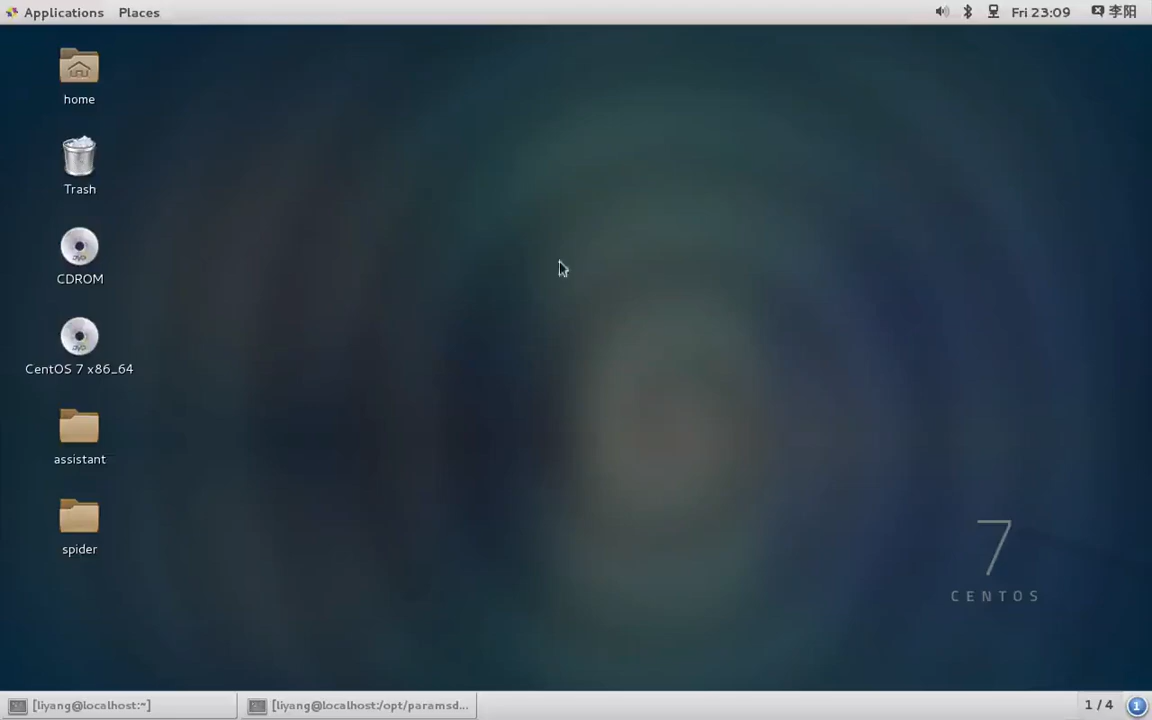 Applications Places Fri 23:09 李阳
home
Trash
CDROM
CentOS 7 x86_64
assistant
spider
7
CENTOS
[liyang@localhost:~] [liyang@localhost:/opt/paramsd... 1 / 4 1